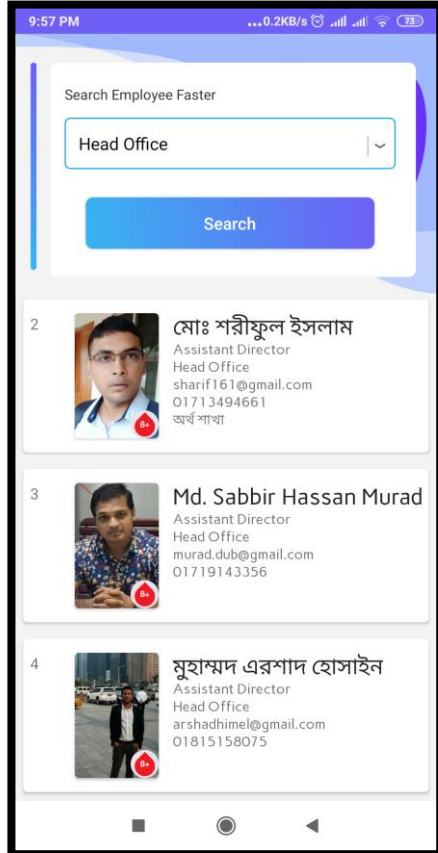 9:57 PM
...0.2KB/s 73
Search Employee Faster
Head Office
Search
2
মোঃ শরীফুল ইসলাম
Assistant Director
Head Office
sharif161@gmail.com
01713494661
অর্থ শাখা
B+
3
Md. Sabbir Hassan Murad
Assistant Director
Head Office
murad.dub@gmail.com
01719143356
B+
4
মুহাম্মদ এরশাদ হোসাইন
Assistant Director
Head Office
arshadhimel@gmail.com
01815158075
B+